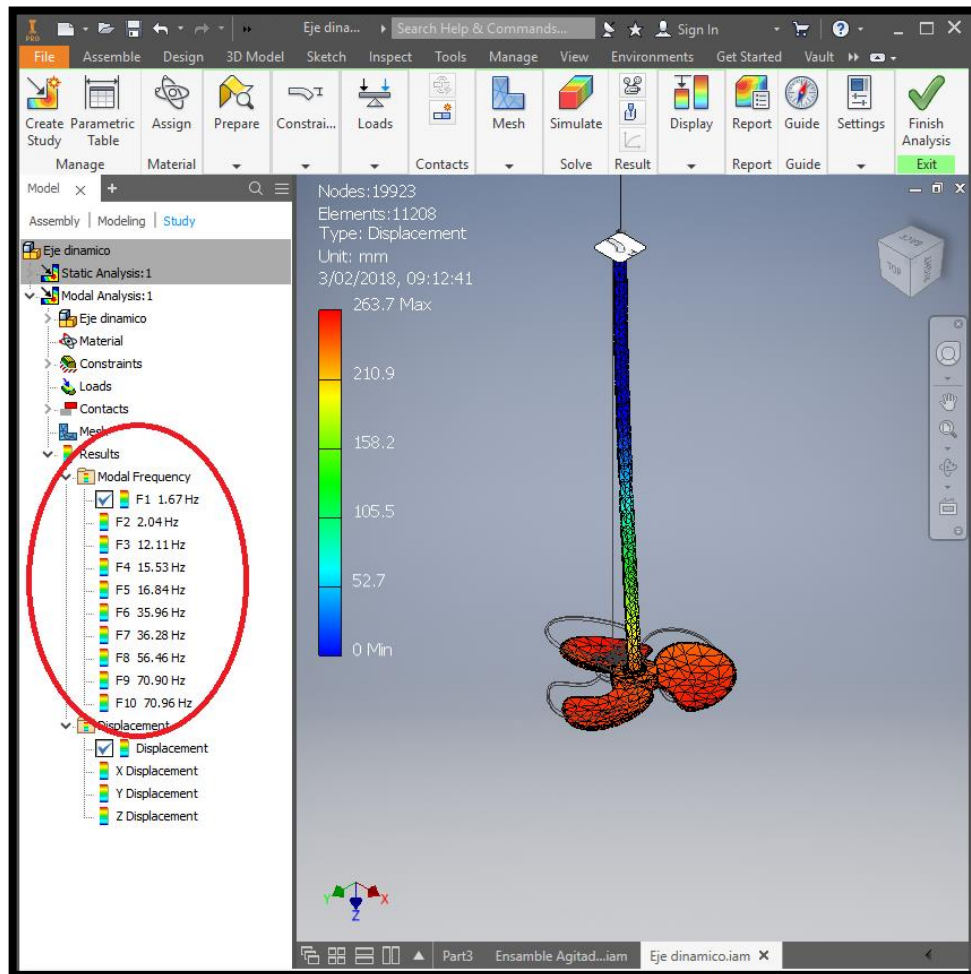 PRO
Eje dina... Search Help & Commands... Sign In
File Assemble Design 3D Model Sketch Inspect Tools Manage View Environments Get Started Vault
Create Study Parametric Table Assign Prepare Constrai... Loads Mesh Simulate Display Report Guide Settings Finish Analysis
Manage Material Contacts Solve Result Report Guide Exit
Model
Assembly | Modeling | Study
Eje dinamico
Static Analysis:1
Modal Analysis:1
Eje dinamico
Material
Constraints
Loads
Contacts
Mesh
Results
Modal Frequency
F1 1.67 Hz
F2 2.04 Hz
F3 12.11 Hz
F4 15.53 Hz
F5 16.84 Hz
F6 35.96 Hz
F7 36.28 Hz
F8 56.46 Hz
F9 70.90 Hz
F10 70.96 Hz
Displacement
Displacement
X Displacement
Y Displacement
Z Displacement
Nodes:19923
Elements:11208
Type: Displacement
Unit: mm
3/02/2018, 09:12:41
263.7 Max
210.9
158.2
105.5
52.7
0 Min
BACK
TOP
RIGHT
Y
X
Z
Part3 Ensamble Agitad...iam Eje dinamico.iam